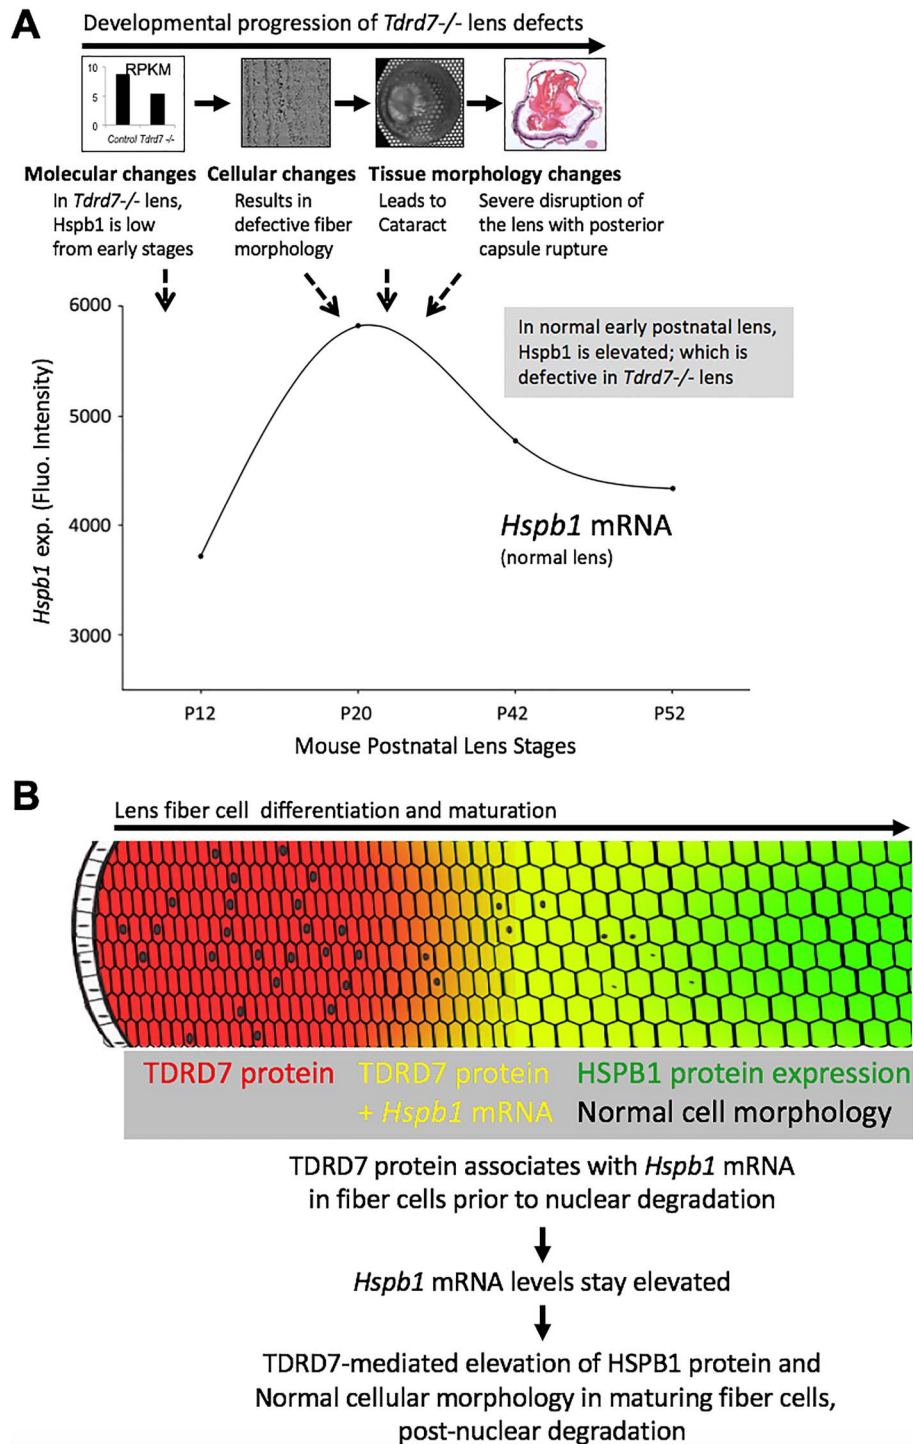 A
Developmental progression of Tdrd7-/- lens defects
RPKM
10
5
0
Control Tdrd7 -/-
Molecular changes
In Tdrd7-/- lens,
Hspb1 is low
from early stages
Cellular changes
Results in
defective fiber
morphology
Tissue morphology changes
Leads to
Cataract
Severe disruption of
the lens with posterior
capsule rupture
In normal early postnatal lens,
Hspb1 is elevated; which is
defective in Tdrd7-/- lens
Hspb1 exp. (Fluo. Intensity)
6000
5000
4000
3000
Hspb1 mRNA
(normal lens)
P12 P20 P42 P52
Mouse Postnatal Lens Stages
B
Lens fiber cell differentiation and maturation
TDRD7 protein
TDRD7 protein
+ Hspb1 mRNA
HSPB1 protein expression
Normal cell morphology
TDRD7 protein associates with Hspb1 mRNA
in fiber cells prior to nuclear degradation
Hspb1 mRNA levels stay elevated
TDRD7-mediated elevation of HSPB1 protein and
Normal cellular morphology in maturing fiber cells,
post-nuclear degradation